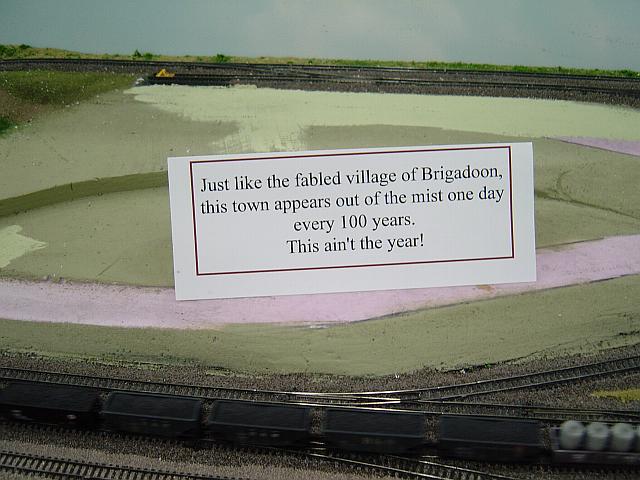 Just like the fabled village of Brigadoon,
this town appears out of the mist one day
every 100 years.
This ain't the year!